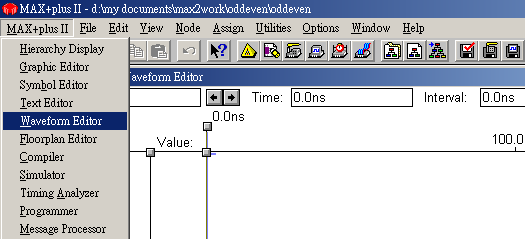 MAX+plus II - d:\my documents\max2work\oddeven\oddeven
MAX+plus II File Edit View Node Assign Utilities Options Window Help
Hierarchy Display
Graphic Editor
Symbol Editor
Text Editor
Waveform Editor
Floorplan Editor
Compiler
Simulator
Timing Analyzer
Programmer
Message Processor
Waveform Editor
Time: 0.0ns Interval: 0.0ns
0.0ns
Value: 100.0